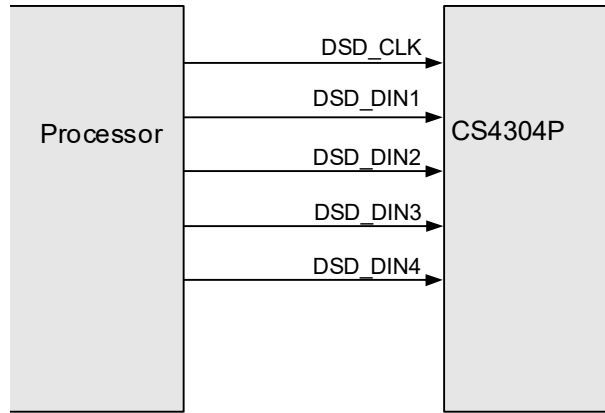 DSD_CLK
DSD_DIN1
Processor
CS4304P
DSD_DIN2
DSD_DIN3
DSD_DIN4